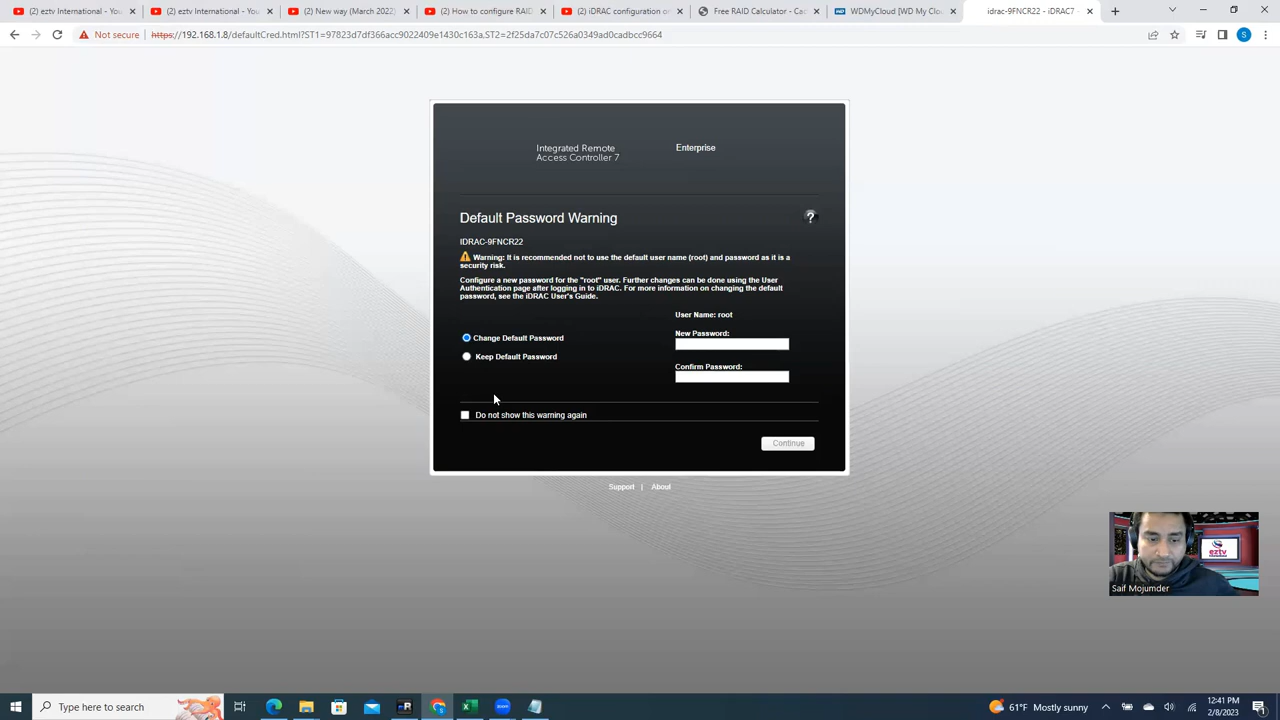 (2) eztv International - You
(2) eztv International - You
(2) New way (March 2022)
(2) How to configure RAID
(2) iDRAC configuration o
Free RAID Calculator - Ca
WDMyCloud [WD My Clou
idrac-9FNCR22 - iDRAC7 -
Not secure
https://192.168.1.8/defaultCred.html?ST1=97823d7df366acc9022409e1430c163a,ST2=2f25da7c07c526a0349ad0cadbcc9664
S
Integrated Remote
Access Controller 7
Enterprise
Default Password Warning
?
IDRAC-9FNCR22
Warning: It is recommended not to use the default user name (root) and password as it is a
security risk.
Configure a new password for the "root" user. Further changes can be done using the User
Authentication page after logging in to iDRAC. For more information on changing the default
password, see the iDRAC User's Guide.
User Name: root
Change Default Password
New Password:
Keep Default Password
Confirm Password:
Do not show this warning again
Continue
Support | About
eztv
Saif Mojumder
Type here to search
zoom
61°F Mostly sunny
12:41 PM
2/8/2023